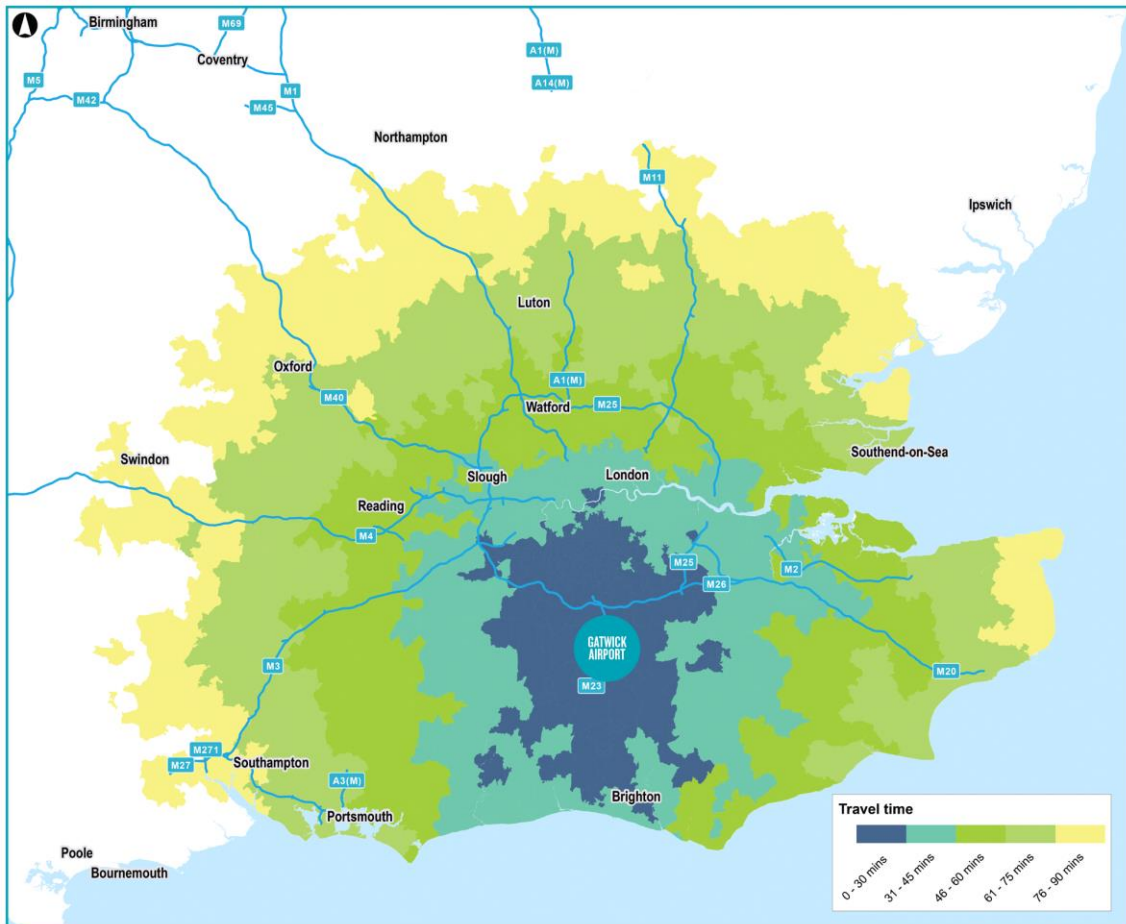 Birmingham
M69
Coventry
A1(M)
M5
A14(M)
M1
M42
M45
Northampton
M11
Ipswich
Luton
Oxford
A1(M)
M40
Watford
M25
Swindon
Southend-on-Sea
Slough
London
Reading
M4
M25
M2
M26
GATWICK
AIRPORT
M3
M20
M23
M271
M27
Southampton
A3(M)
Brighton
Portsmouth
Poole
Bournemouth
Travel time
0 - 30 mins
31 - 45 mins
46 - 60 mins
61 - 75 mins
76 - 90 mins